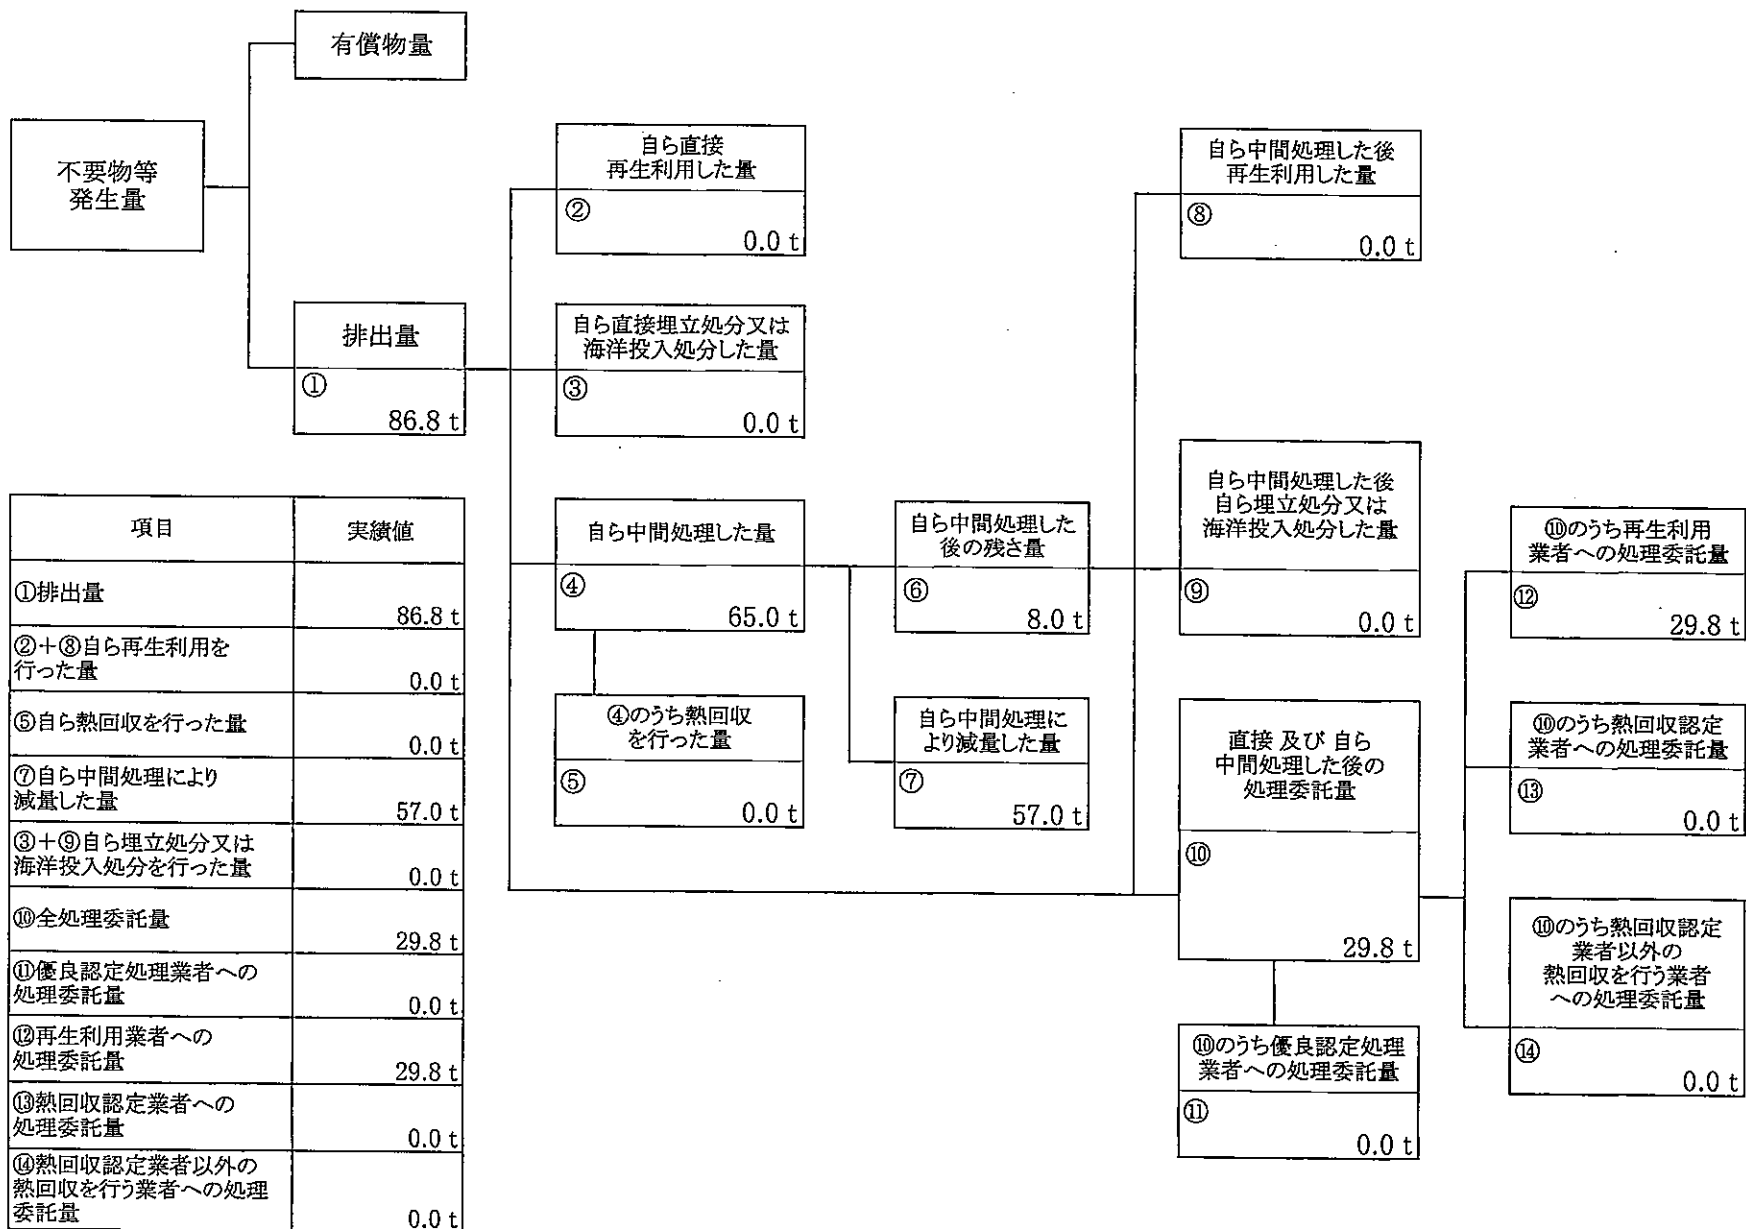 有償物量
不要物等
発生量
排出量
①
86.8 t
自ら直接
再生利用した量
②
0.0 t
自ら直接埋立処分又は
海洋投入処分した量
③
0.0 t
自ら中間処理した量
④
65.0 t
④のうち熱回収
を行った量
⑤
0.0 t
自ら中間処理した
後の残さ量
⑥
8.0 t
自ら中間処理に
より減量した量
⑦
57.0 t
自ら中間処理した後
再生利用した量
⑧
0.0 t
自ら中間処理した後
自ら埋立処分又は
海洋投入処分した量
⑨
0.0 t
直接 及び 自ら
中間処理した後の
処理委託量
⑩
29.8 t
⑩のうち優良認定処理
業者への処理委託量
⑪
0.0 t
⑩のうち再生利用
業者への処理委託量
⑫
29.8 t
⑩のうち熱回収認定
業者への処理委託量
⑬
0.0 t
⑩のうち熱回収認定
業者以外の
熱回収を行う業者
への処理委託量
⑭
0.0 t
項目 実績値
①排出量
86.8 t
②+⑧自ら再生利用を
行った量
0.0 t
⑤自ら熱回収を行った量
0.0 t
⑦自ら中間処理により
減量した量
57.0 t
③+⑨自ら埋立処分又は
海洋投入処分を行った量
0.0 t
⑩全処理委託量
29.8 t
⑪優良認定処理業者への
処理委託量
0.0 t
⑫再生利用業者への
処理委託量
29.8 t
⑬熱回収認定業者への
処理委託量
0.0 t
⑭熱回収認定業者以外の
熱回収を行う業者への処理
委託量
0.0 t